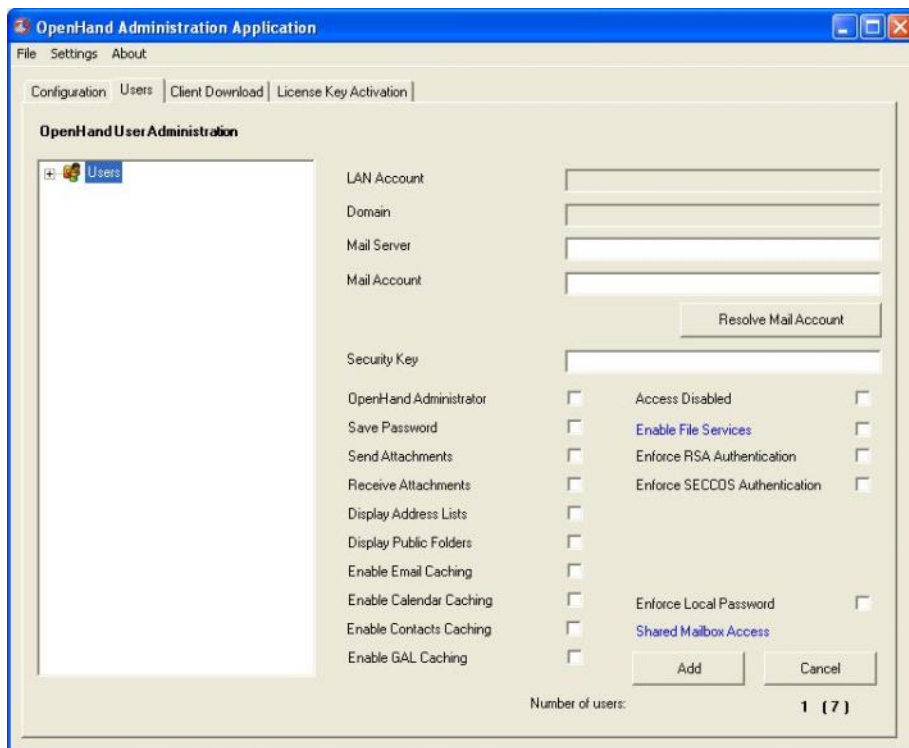 OpenHand Administration Application
File Settings About
Configuration Users Client Download License Key Activation
OpenHand User Administration
Users
LAN Account
Domain
Mail Server
Mail Account
Resolve Mail Account
Security Key
OpenHand Administrator Access Disabled
Save Password Enable File Services
Send Attachments Enforce RSA Authentication
Receive Attachments Enforce SECCOS Authentication
Display Address Lists
Display Public Folders
Enable Email Caching
Enable Calendar Caching Enforce Local Password
Enable Contacts Caching Shared Mailbox Access
Enable GAL Caching Add Cancel
Number of users: 1 (7)